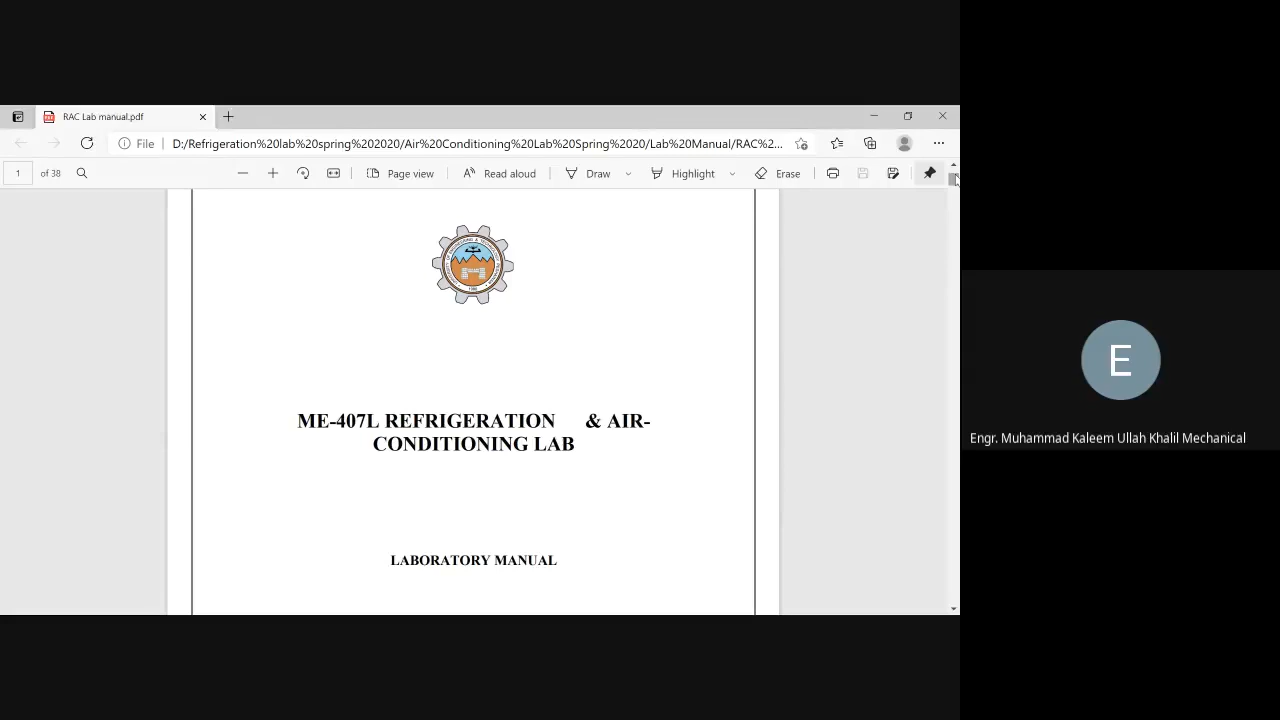 RAC Lab manual.pdf
File
D:/Refrigeration%20lab%20spring%202020/Air%20Conditioning%20Lab%20Spring%2020/Lab%20Manual/RAC%2...
1 of 38
Page view
Read aloud
Draw
Highlight
Erase
ME-407L REFRIGERATION & AIR-
CONDITIONING LAB
LABORATORY MANUAL
E
Engr. Muhammad Kaleem Ullah Khalil Mechanical